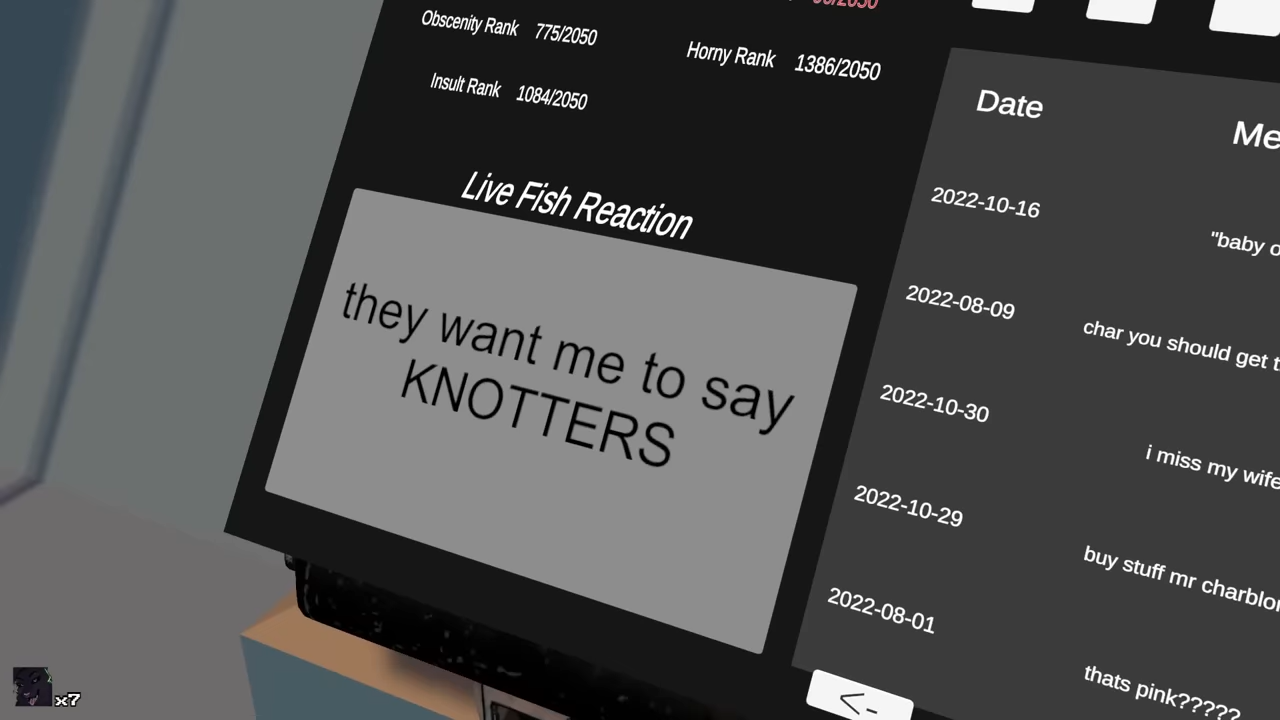 Obscenity Rank 775/2050
Horny Rank 1386/2050
Insult Rank 1084/2050
Live Fish Reaction
they want me to say
KNOTTERS
Date
2022-10-16
2022-08-09 char you should get
2022-10-30 i miss my wife
2022-10-29 buy stuff mr
2022-08-01 thats pink?????
"baby
<-
x7